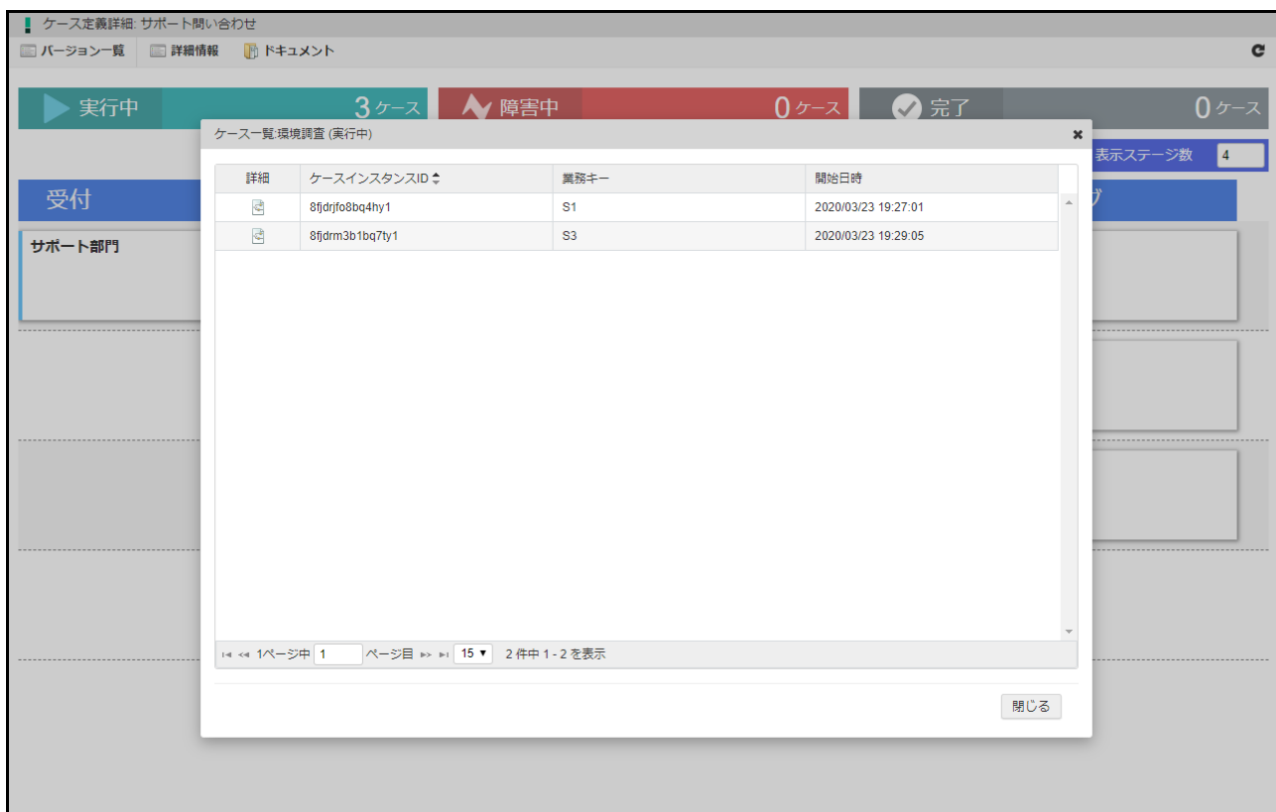 ケース定義詳細: サポート問い合わせ
バージョン一覧 詳細情報 ドキュメント
実行中 3 ケース 障害中 0 ケース 完了 0 ケース
ケース一覧:環境調査 (実行中)
表示ステージ数 4
受付
詳細 ケースインスタンスID 業務キー 開始日時
8fjdrjfo8bq4hy1 S1 2020/03/23 19:27:01
サポート部門
8fjdrm3b1bq7ty1 S3 2020/03/23 19:29:05
1ページ中 1 ページ目 15 2 件中 1 - 2 を表示
閉じる